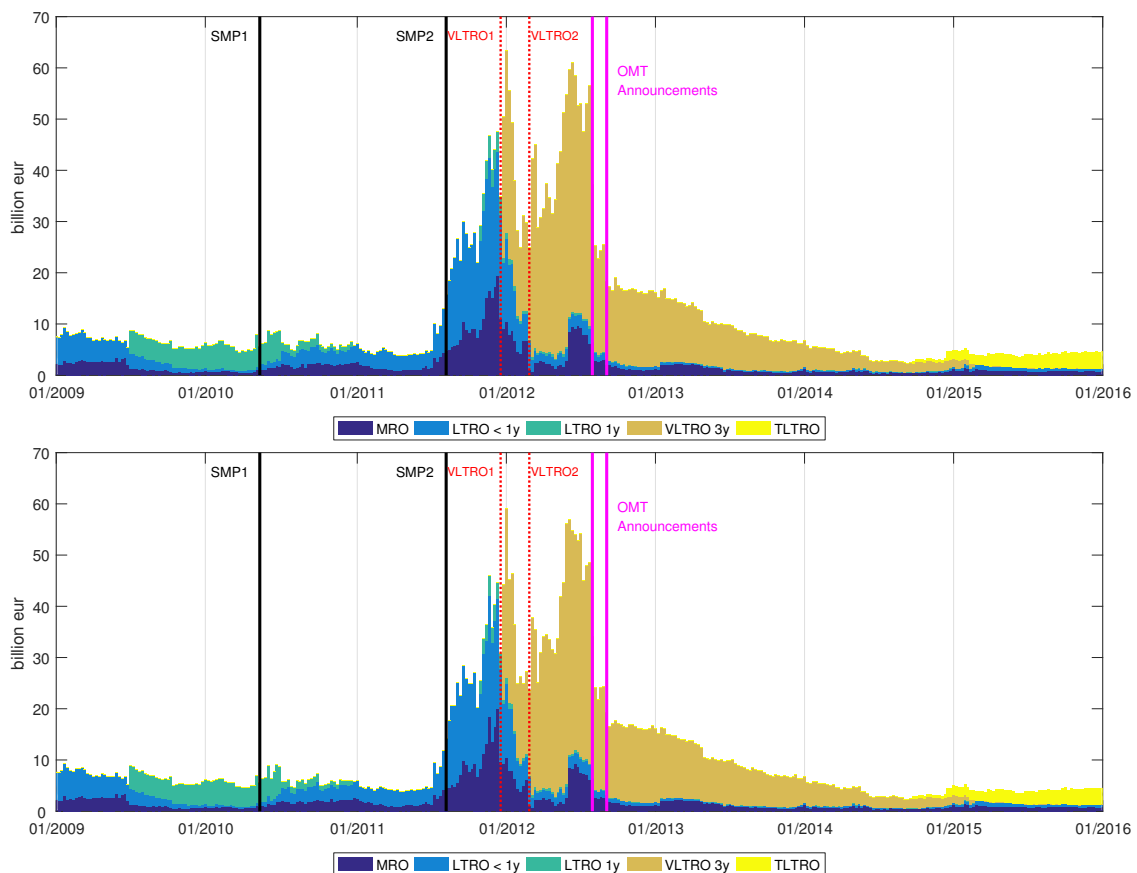 70
60
50
40
30
20
10
0
billion eur
SMP1
SMP2
VLTRO1
VLTRO2
OMT
Announcements
01/2009
01/2010
01/2011
01/2012
01/2013
01/2014
01/2015
01/2016
MRO
LTRO < 1y
LTRO 1y
VLTRO 3y
TLTRO
70
60
50
40
30
20
10
0
billion eur
SMP1
SMP2
VLTRO1
VLTRO2
OMT
Announcements
01/2009
01/2010
01/2011
01/2012
01/2013
01/2014
01/2015
01/2016
MRO
LTRO < 1y
LTRO 1y
VLTRO 3y
TLTRO